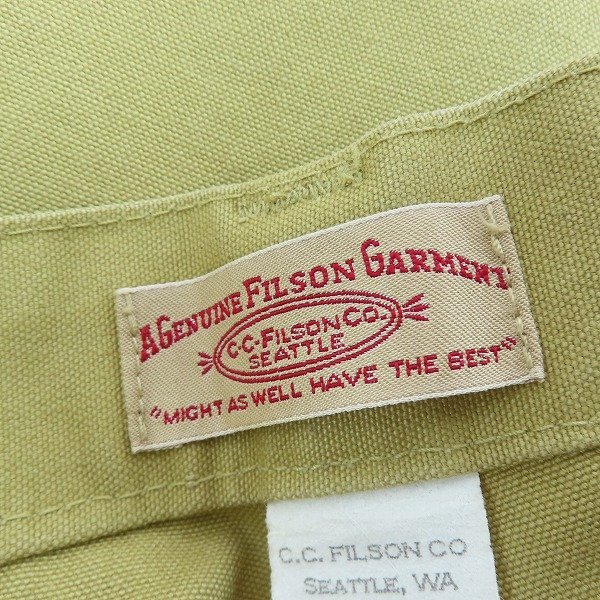 A GENUINE FILSON GARMENT
C.C. FILSON CO.
SEATTLE
"MIGHT AS WELL HAVE THE BEST"
C.C. FILSON CO
SEATTLE, WA